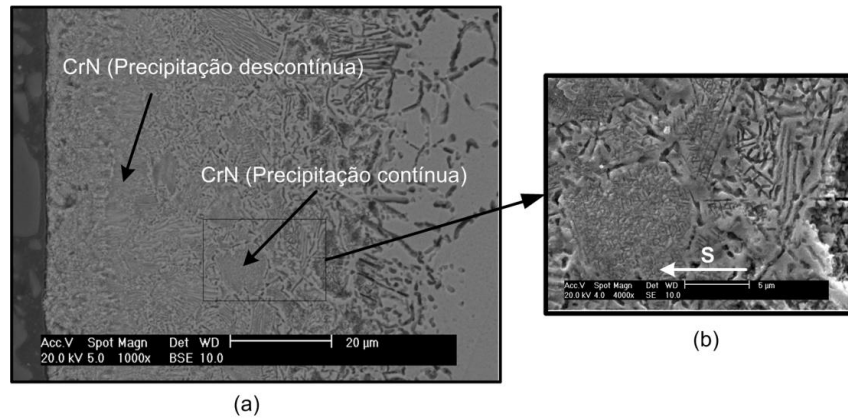 CrN (Precipitação descontínua)
CrN (Precipitação contínua)
Acc.V Spot Magn Det WD 20 µm
20.0 kV 5.0 1000x BSE 10.0
(a)
S
Acc.V Spot Magn Det WD 5 µm
20.0 kV 4.0 4000x SE 10.0
(b)